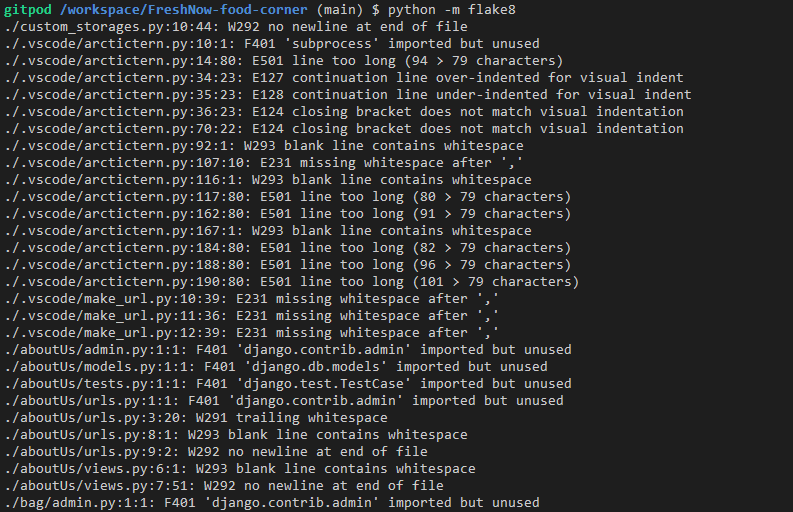 gitpod /workspace/FreshNow-food-corner (main) $ python -m flake8
./custom_storages.py:10:44: W292 no newline at end of file
./.vscode/arctictern.py:10:1: F401 'subprocess' imported but unused
./.vscode/arctictern.py:14:80: E501 line too long (94 > 79 characters)
./.vscode/arctictern.py:34:23: E127 continuation line over-indented for visual indent
./.vscode/arctictern.py:35:23: E128 continuation line under-indented for visual indent
./.vscode/arctictern.py:36:23: E124 closing bracket does not match visual indentation
./.vscode/arctictern.py:70:22: E124 closing bracket does not match visual indentation
./.vscode/arctictern.py:92:1: W293 blank line contains whitespace
./.vscode/arctictern.py:107:10: E231 missing whitespace after ','
./.vscode/arctictern.py:116:1: W293 blank line contains whitespace
./.vscode/arctictern.py:117:80: E501 line too long (80 > 79 characters)
./.vscode/arctictern.py:162:80: E501 line too long (91 > 79 characters)
./.vscode/arctictern.py:167:1: W293 blank line contains whitespace
./.vscode/arctictern.py:184:80: E501 line too long (82 > 79 characters)
./.vscode/arctictern.py:188:80: E501 line too long (96 > 79 characters)
./.vscode/arctictern.py:190:80: E501 line too long (101 > 79 characters)
./.vscode/make_url.py:10:39: E231 missing whitespace after ','
./.vscode/make_url.py:11:36: E231 missing whitespace after ','
./.vscode/make_url.py:12:39: E231 missing whitespace after ','
./aboutUs/admin.py:1:1: F401 'django.contrib.admin' imported but unused
./aboutUs/models.py:1:1: F401 'django.db.models' imported but unused
./aboutUs/tests.py:1:1: F401 'django.test.TestCase' imported but unused
./aboutUs/urls.py:1:1: F401 'django.contrib.admin' imported but unused
./aboutUs/urls.py:3:20: W291 trailing whitespace
./aboutUs/urls.py:8:1: W293 blank line contains whitespace
./aboutUs/urls.py:9:2: W292 no newline at end of file
./aboutUs/views.py:6:1: W293 blank line contains whitespace
./aboutUs/views.py:7:51: W292 no newline at end of file
./bag/admin.py:1:1: F401 'django.contrib.admin' imported but unused